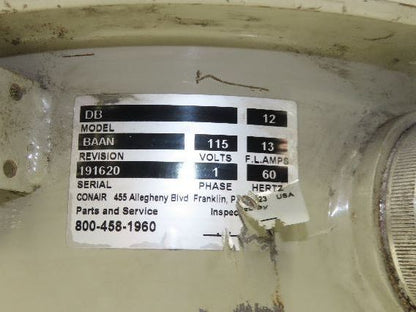 DB 12
MODEL
BAAN 115 13
REVISION VOLTS F.L.AMPS
191620 1 60
SERIAL PHASE HERTZ
CONAIR 455 Allegheny Blvd Franklin, 23 USA
Parts and Service
800-458-1960